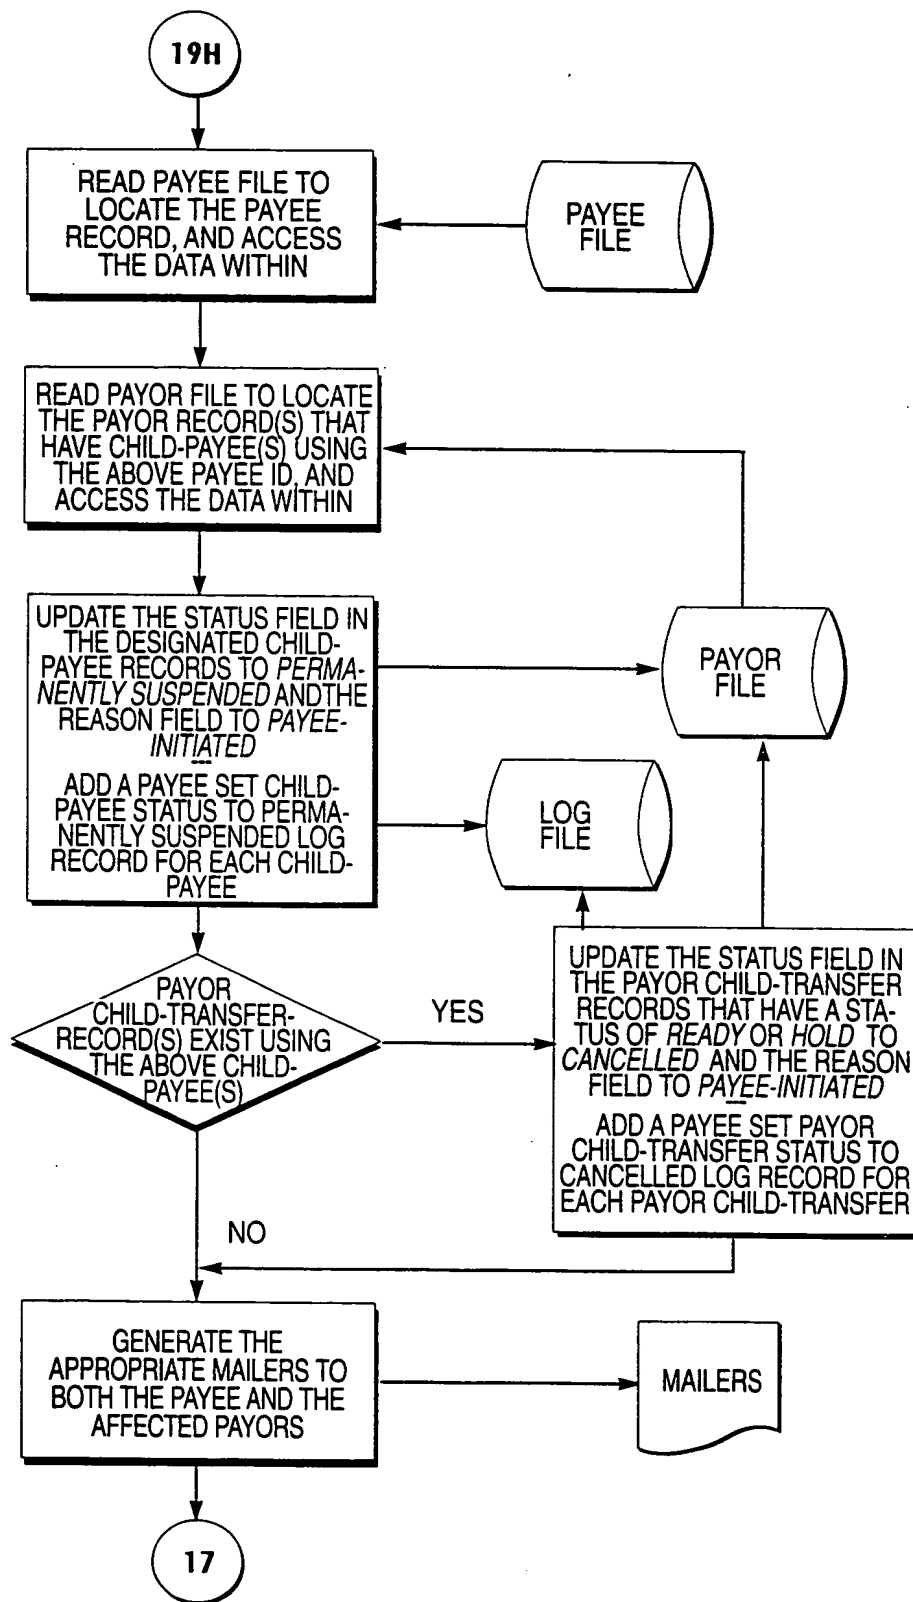 19H
READ PAYEE FILE TO
LOCATE THE PAYEE
RECORD, AND ACCESS
THE DATA WITHIN
PAYEE
FILE
READ PAYOR FILE TO LOCATE
THE PAYOR RECORD(S) THAT
HAVE CHILD-PAYEE(S) USING
THE ABOVE PAYEE ID, AND
ACCESS THE DATA WITHIN
UPDATE THE STATUS FIELD IN
THE DESIGNATED CHILD-
PAYEE RECORDS TO PERMA-
NENTLY SUSPENDED ANDTHE
REASON FIELD TO PAYEE-
INITIATED
ADD A PAYEE SET CHILD-
PAYEE STATUS TO PERMA-
NENTLY SUSPENDED LOG
RECORD FOR EACH CHILD-
PAYEE
PAYOR
FILE
LOG
FILE
PAYOR
CHILD-TRANSFER-
RECORD(S) EXIST USING
THE ABOVE CHILD-
PAYEE(S)
YES
UPDATE THE STATUS FIELD IN
THE PAYOR CHILD-TRANSFER
RECORDS THAT HAVE A STA-
TUS OF READY OR HOLD TO
CANCELLED AND THE REASON
FIELD TO PAYEE-INITIATED
ADD A PAYEE SET PAYOR
CHILD-TRANSFER STATUS TO
CANCELLED LOG RECORD FOR
EACH PAYOR CHILD-TRANSFER
NO
GENERATE THE
APPROPRIATE MAILERS TO
BOTH THE PAYEE AND THE
AFFECTED PAYORS
MAILERS
17